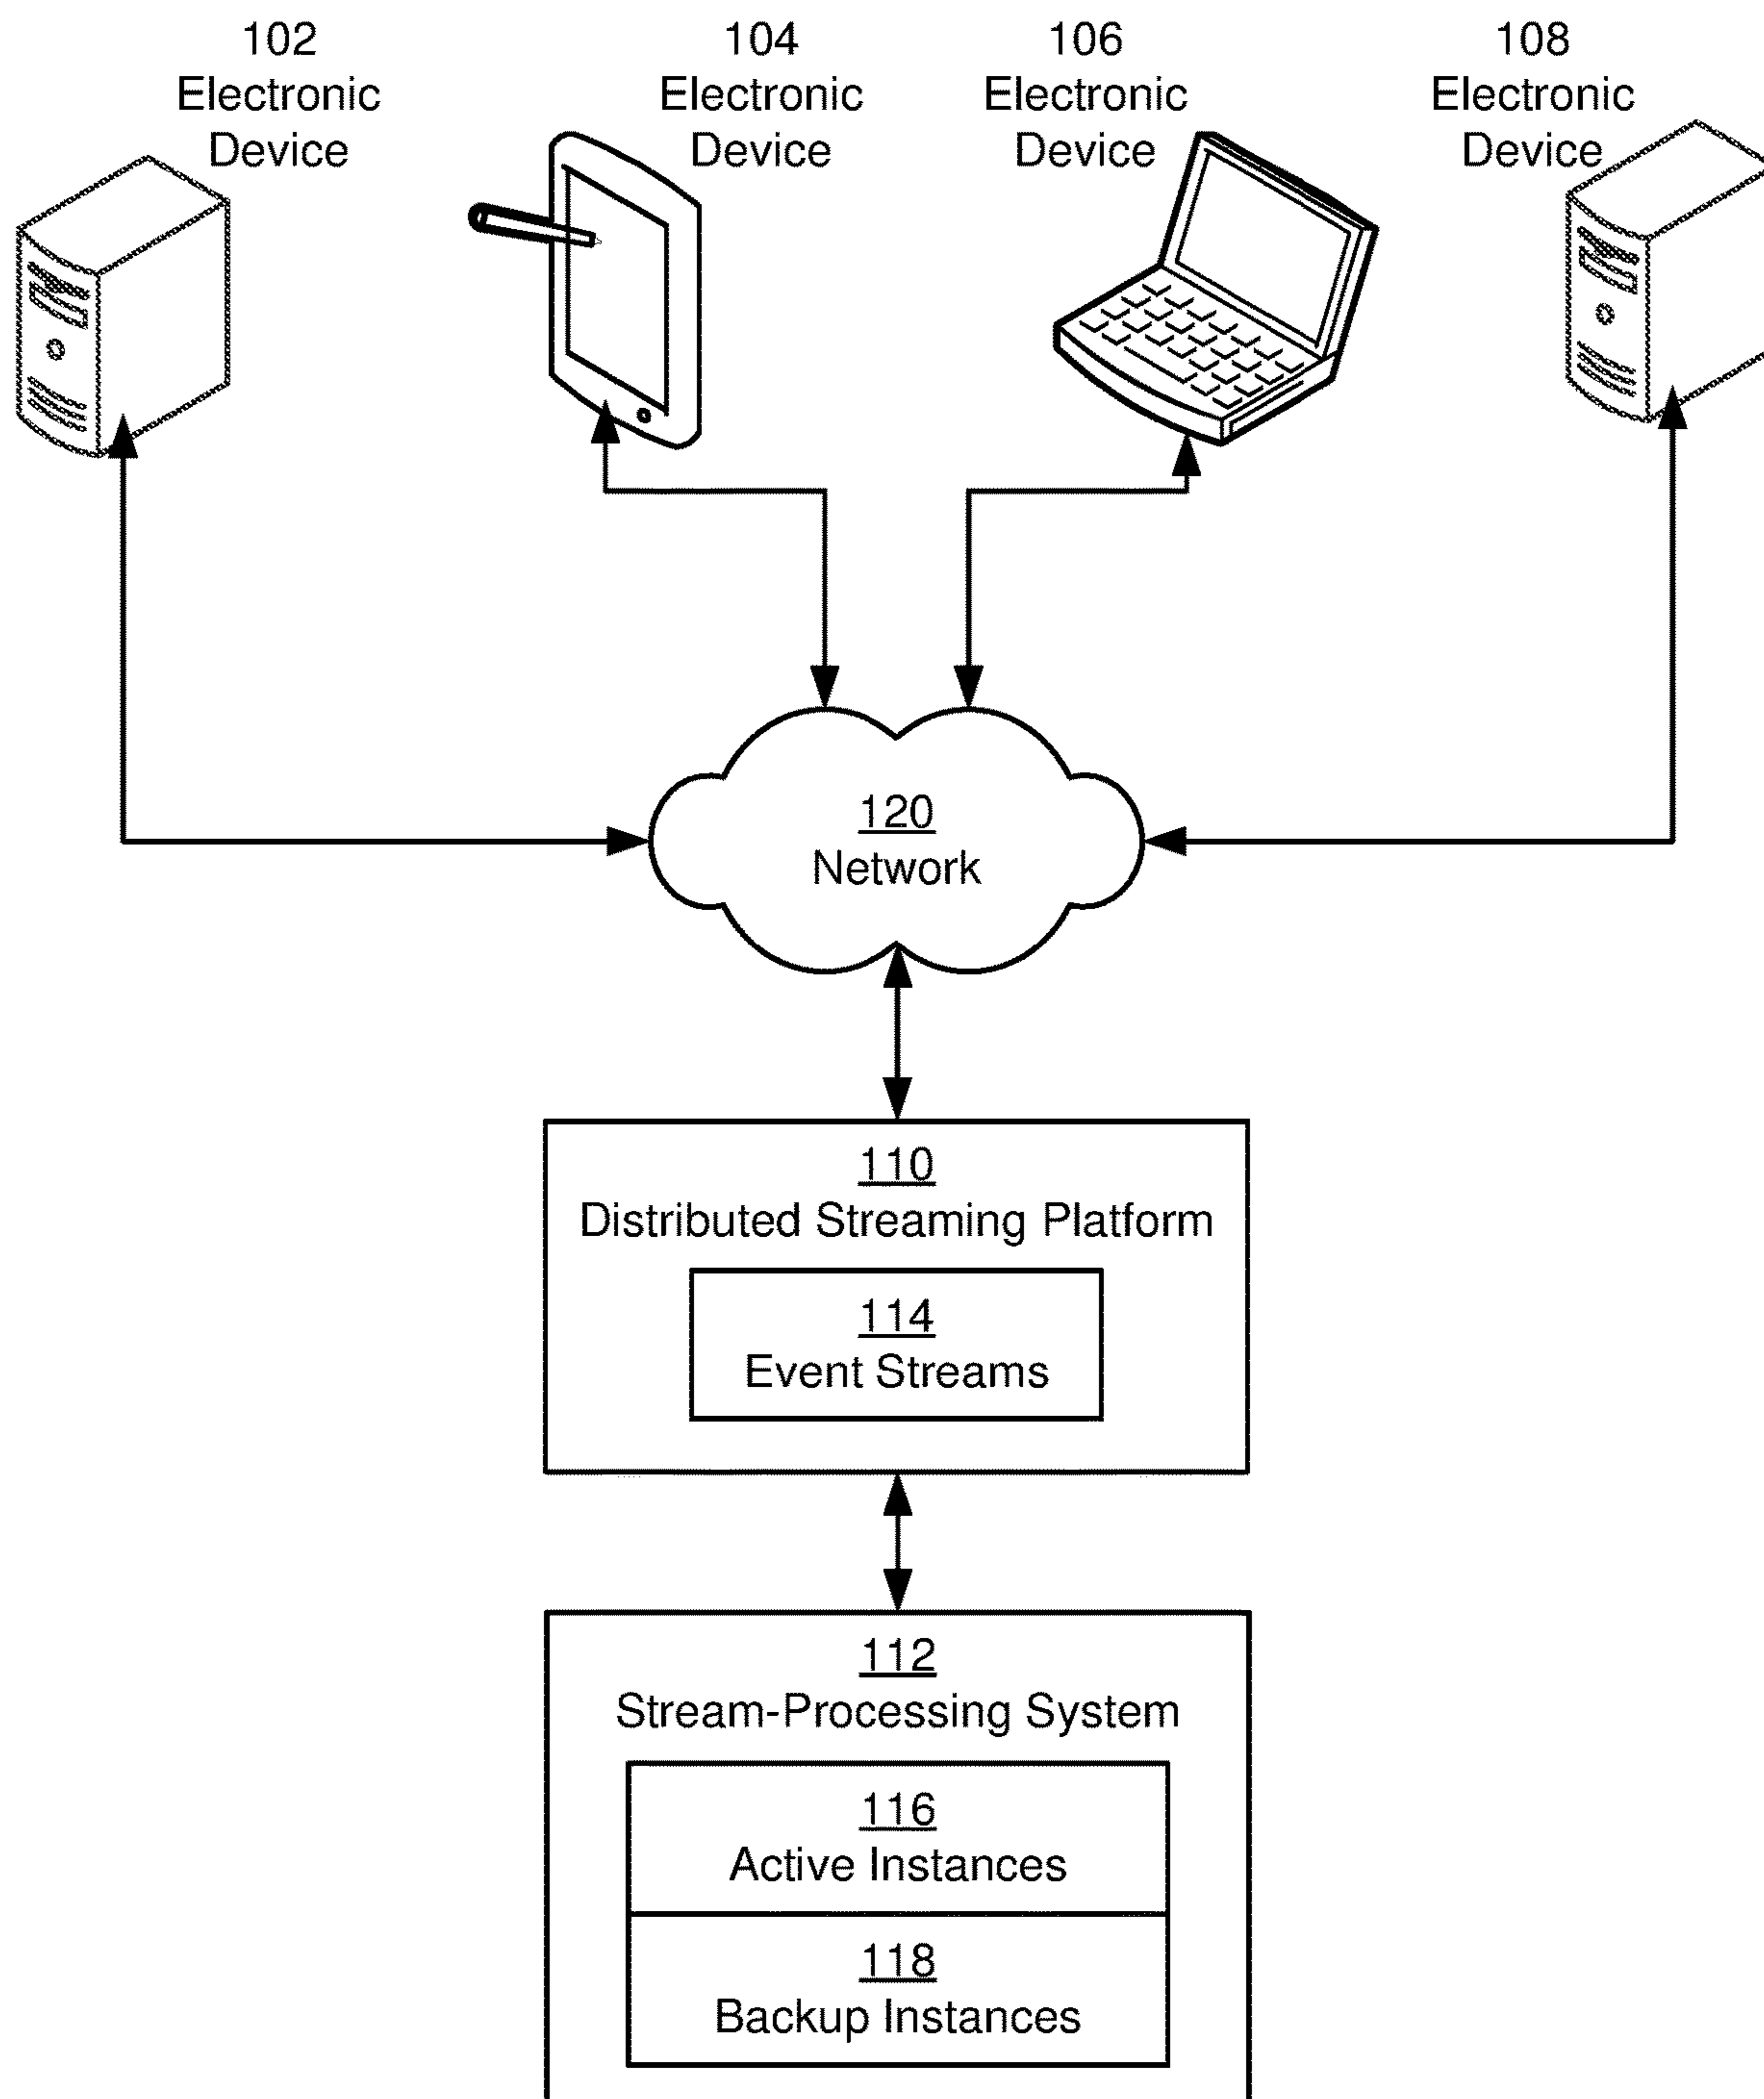 102
Electronic
Device
104
Electronic
Device
106
Electronic
Device
108
Electronic
Device
120
Network
110
Distributed Streaming Platform
114
Event Streams
112
Stream-Processing System
116
Active Instances
118
Backup Instances